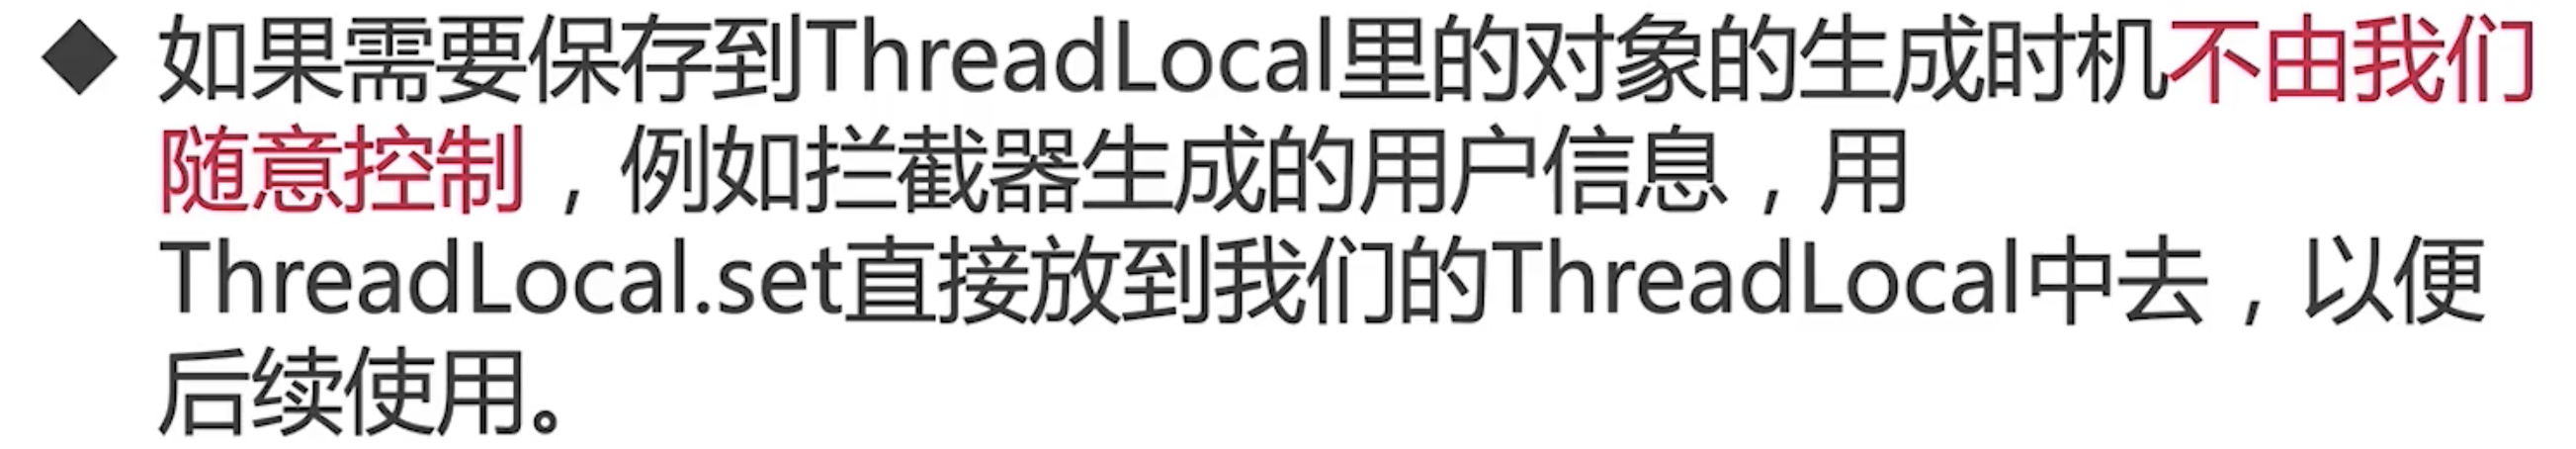 ◆ 如果需要保存到ThreadLocal里的对象的生成时机不由我们
随意控制，例如拦截器生成的用户信息，用
ThreadLocal.set直接放到我们的ThreadLocal中去，以便
后续使用。